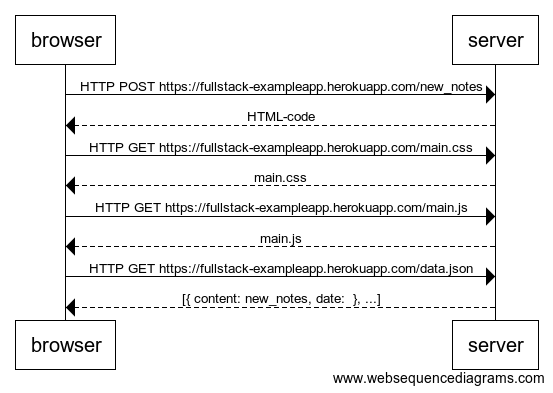 browser server
HTTP POST https://fullstack-exampleapp.herokuapp.com/new_notes
HTML-code
HTTP GET https://fullstack-exampleapp.herokuapp.com/main.css
main.css
HTTP GET https://fullstack-exampleapp.herokuapp.com/main.js
main.js
HTTP GET https://fullstack-exampleapp.herokuapp.com/data.json
[{ content: new_notes, date:  }, ...]
browser server
www.websequencediagrams.com